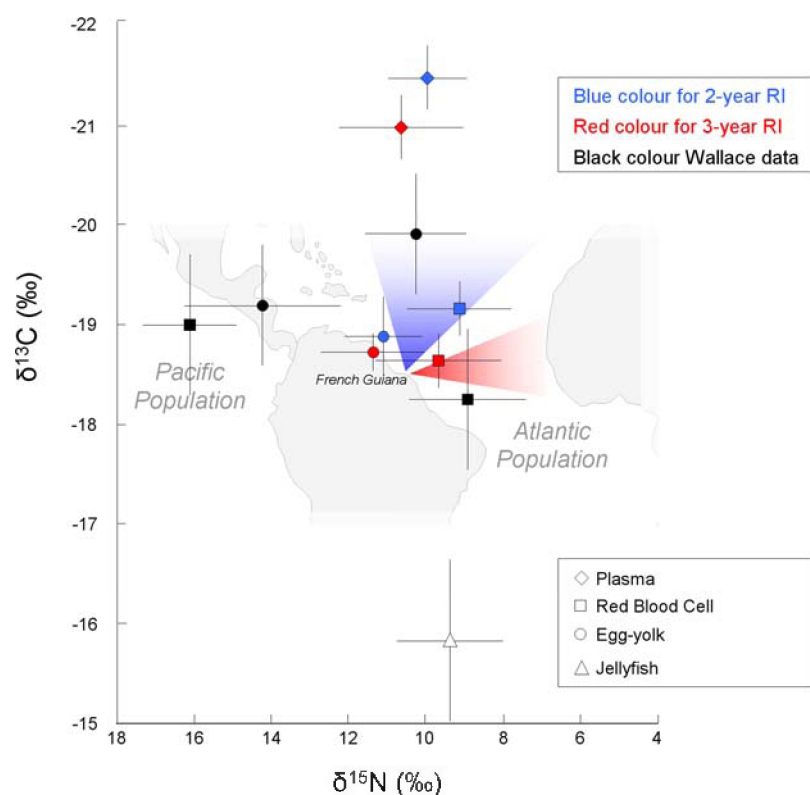 -22
-21
-20
-19
-18
-17
-16
-15
δ¹³C (‰)
18
16
14
12
10
8
6
4
δ¹⁵N (‰)
Blue colour for 2-year RI
Red colour for 3-year RI
Black colour Wallace data
Pacific
Population
French Guiana
Atlantic
Population
Plasma
Red Blood Cell
Egg-yolk
Jellyfish